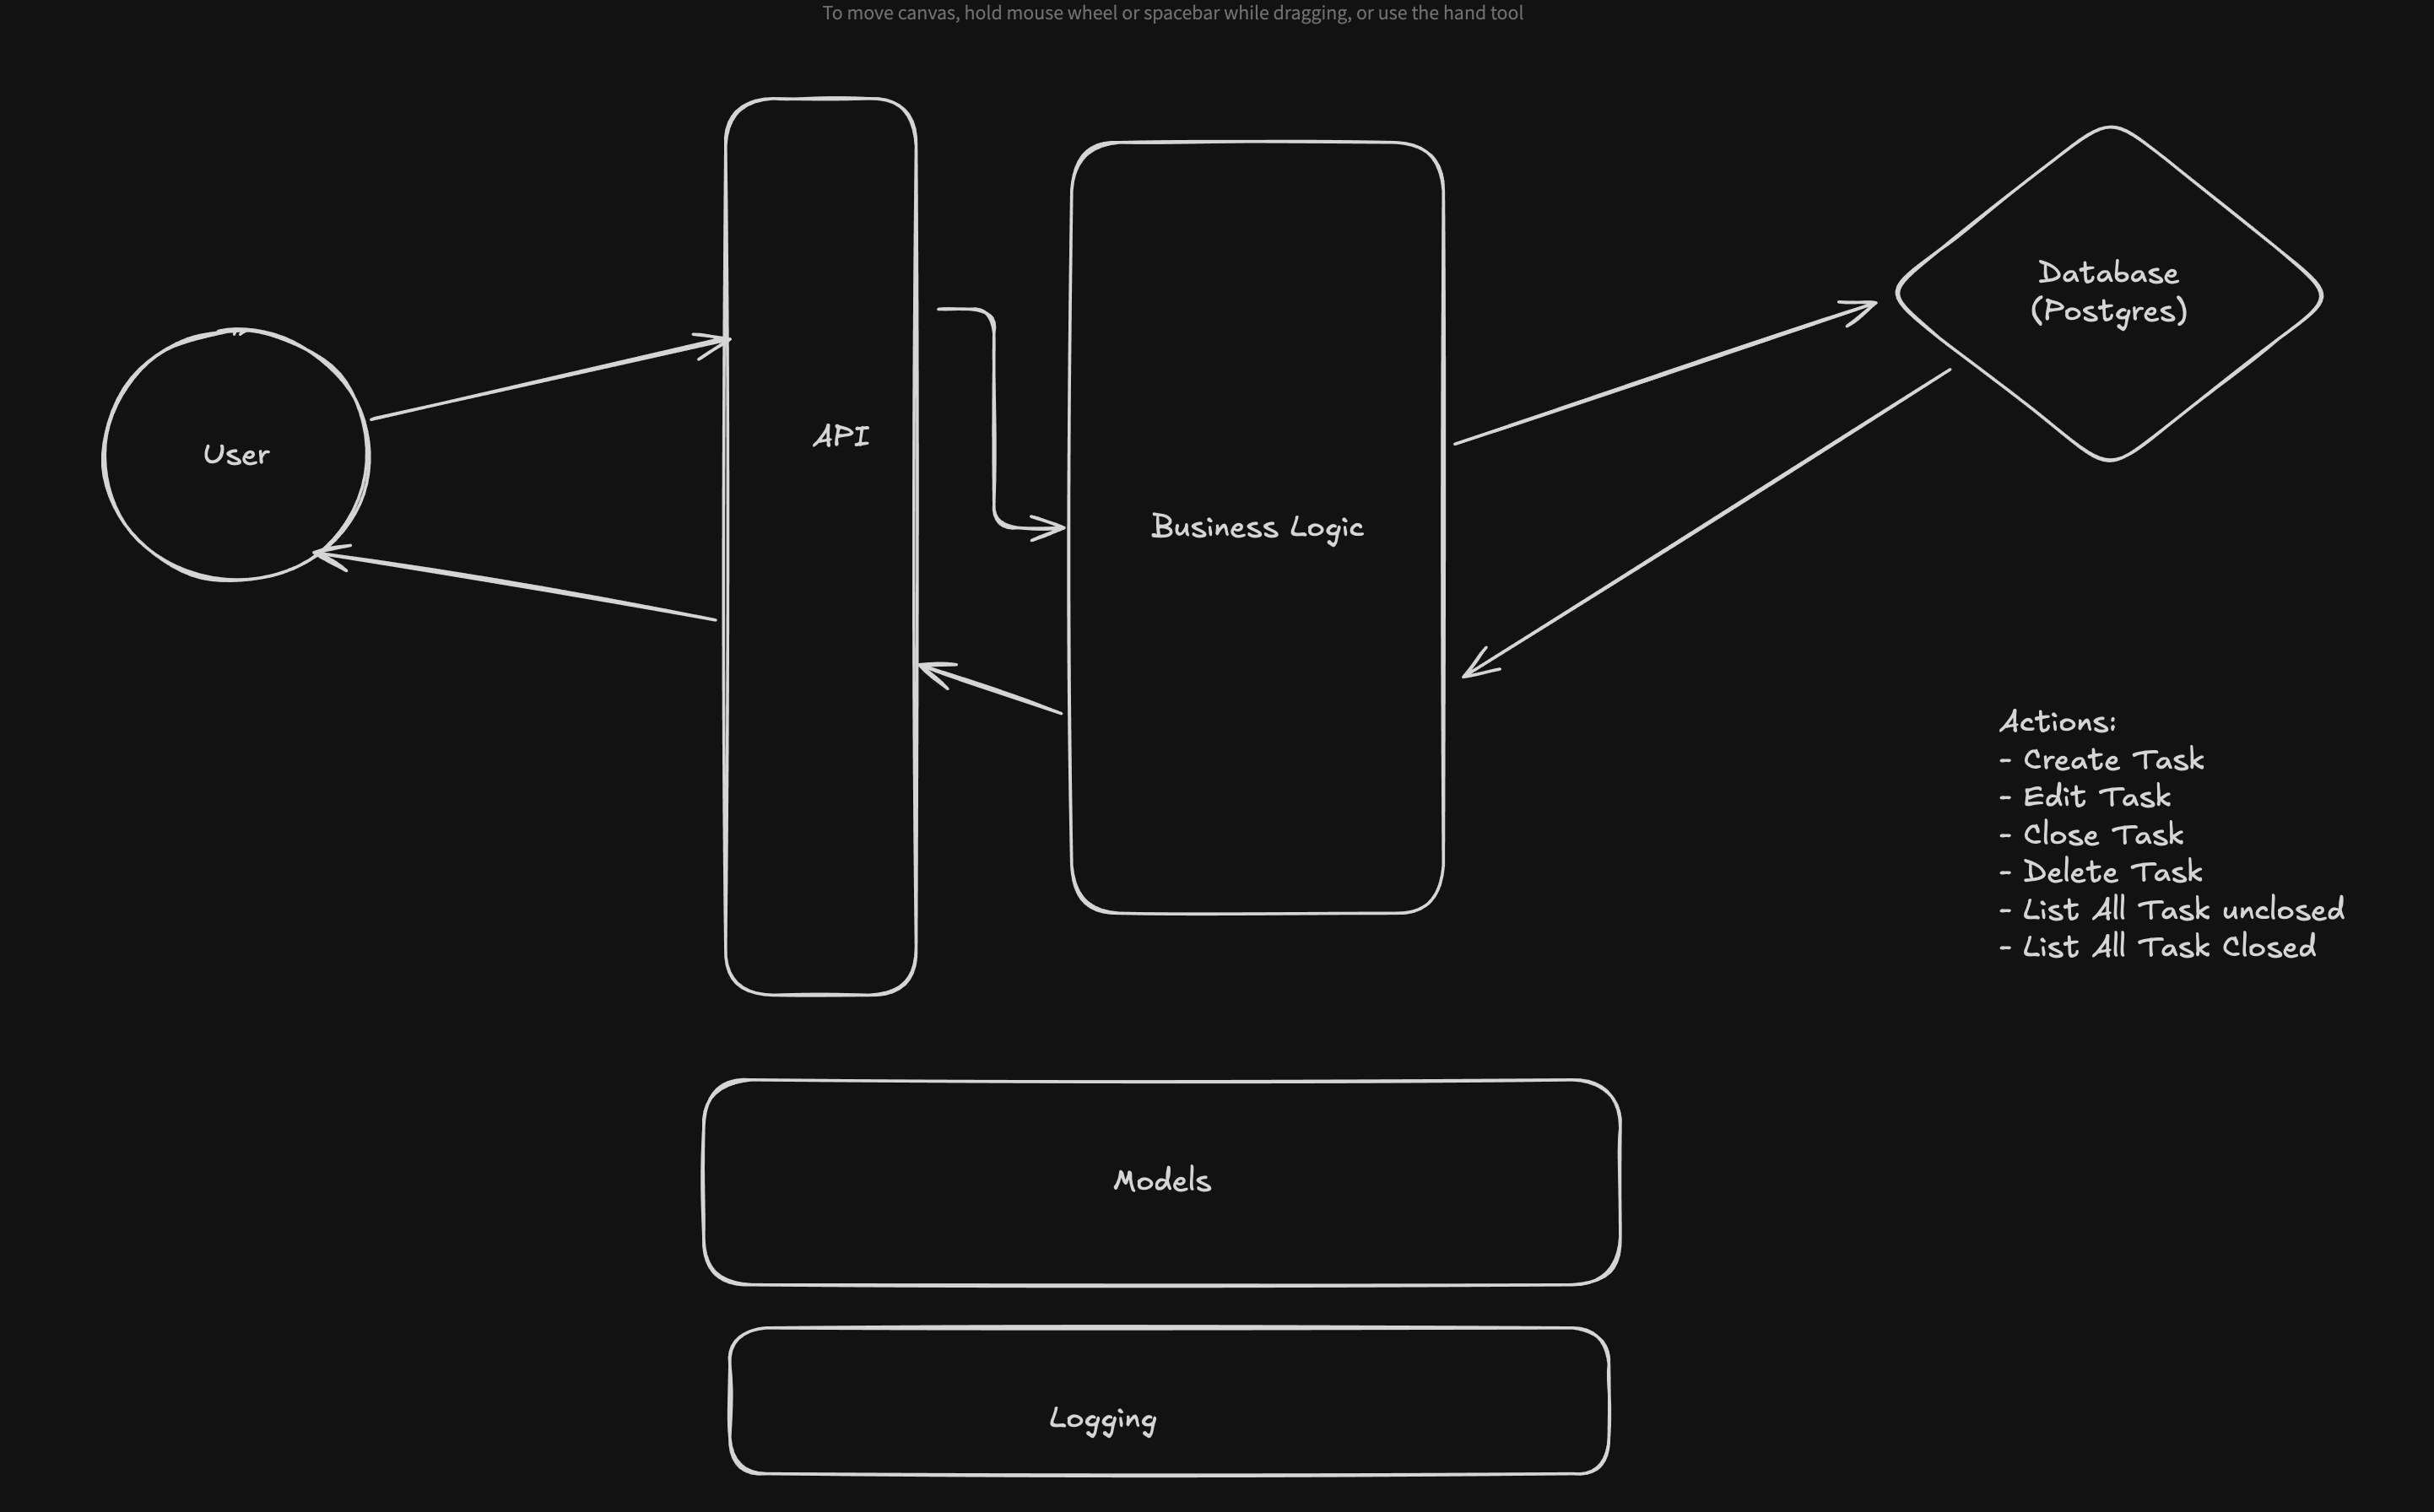 To move canvas, hold mouse wheel or spacebar while dragging, or use the hand tool
User
API
Business Logic
Database
(Postgres)
Actions:
- Create Task
- Edit Task
- Close Task
- Delete Task
- List All Task unclosed
- List All Task Closed
Models
Logging